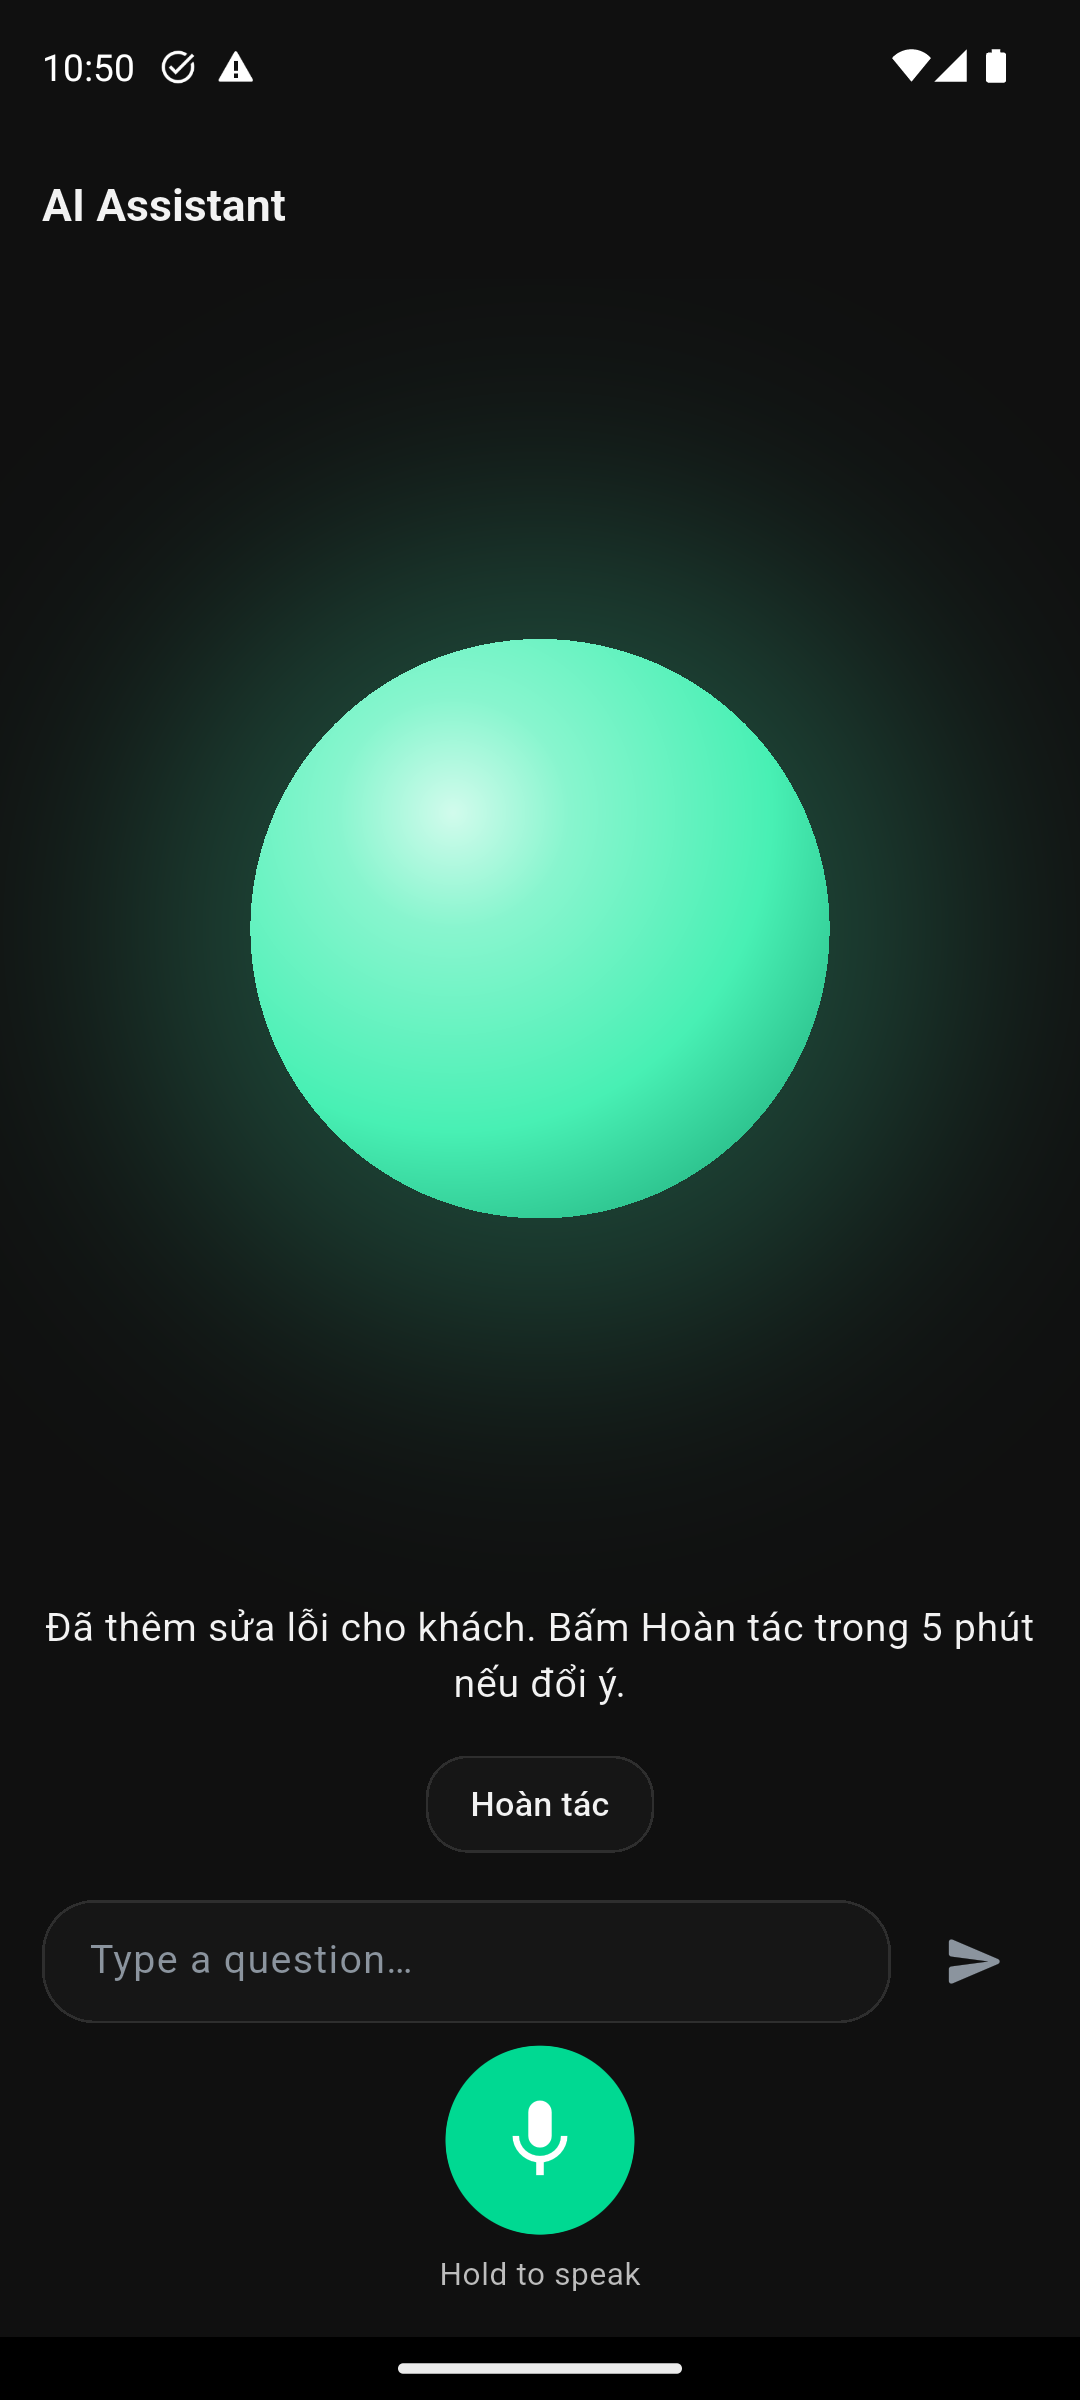 10:50
AI Assistant
Đã thêm sửa lỗi cho khách. Bấm Hoàn tác trong 5 phút
nếu đổi ý.
Hoàn tác
Type a question…
Hold to speak